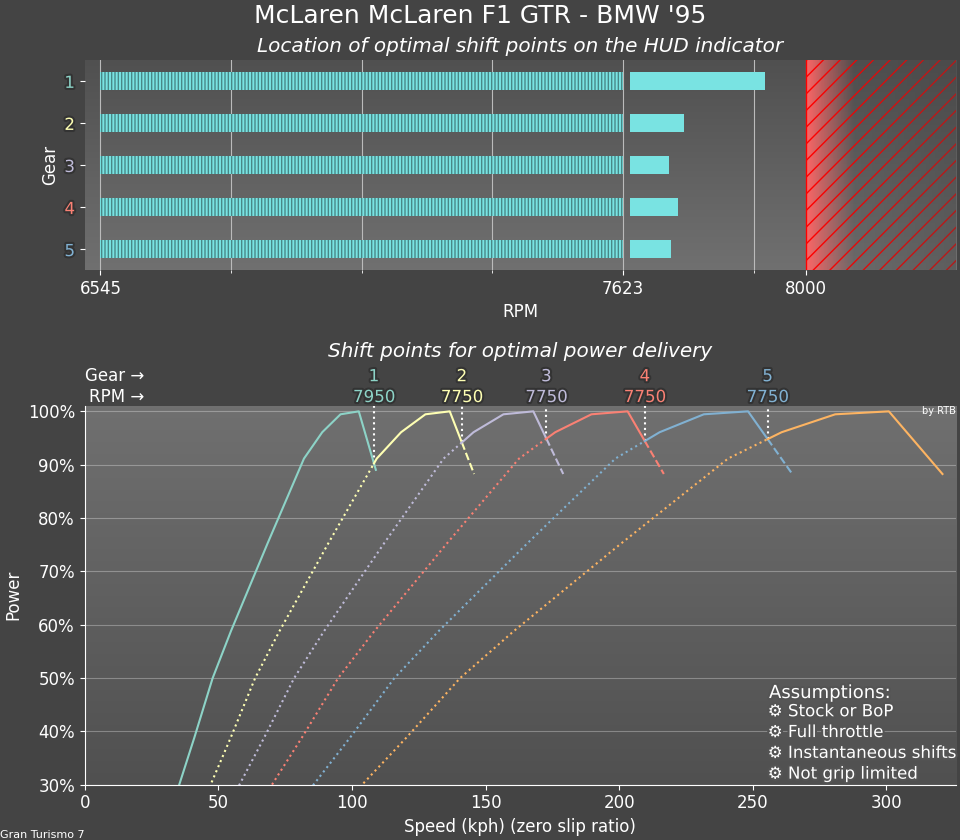 McLaren McLaren F1 GTR - BMW '95
Location of optimal shift points on the HUD indicator
Gear
1
2
3
4
5
6545 7623 8000
RPM
Shift points for optimal power delivery
Gear → 1 2 3 4 5
RPM → 7950 7750 7750 7750 7750
by RTB
Power
100%
90%
80%
70%
60%
50%
40%
30%
Assumptions:
⚙ Stock or BoP
⚙ Full throttle
⚙ Instantaneous shifts
⚙ Not grip limited
0 50 100 150 200 250 300
Speed (kph) (zero slip ratio)
Gran Turismo 7